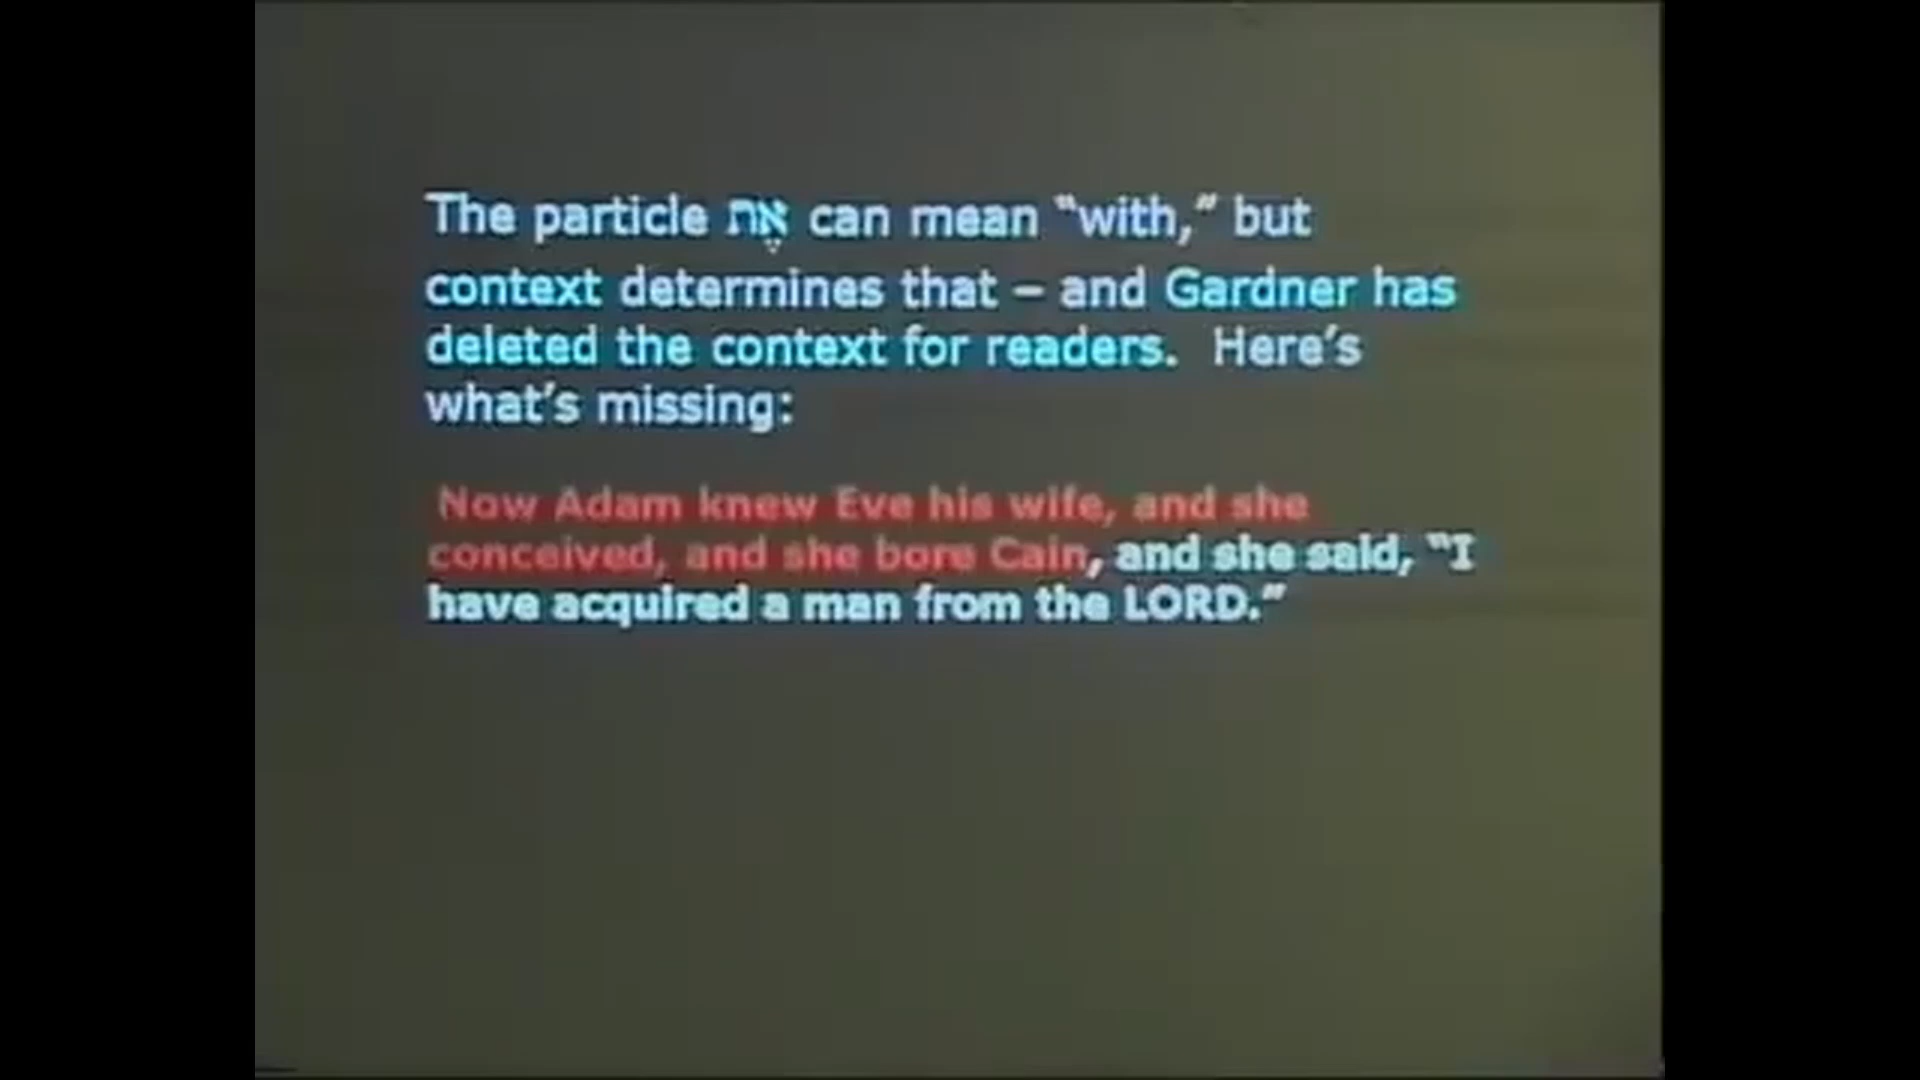 The particle אֶת can mean “with,” but
context determines that – and Gardner has
deleted the context for readers.  Here’s
what’s missing:
Now Adam knew Eve his wife, and she
conceived, and she bore Cain, and she said, “I
have acquired a man from the LORD.”